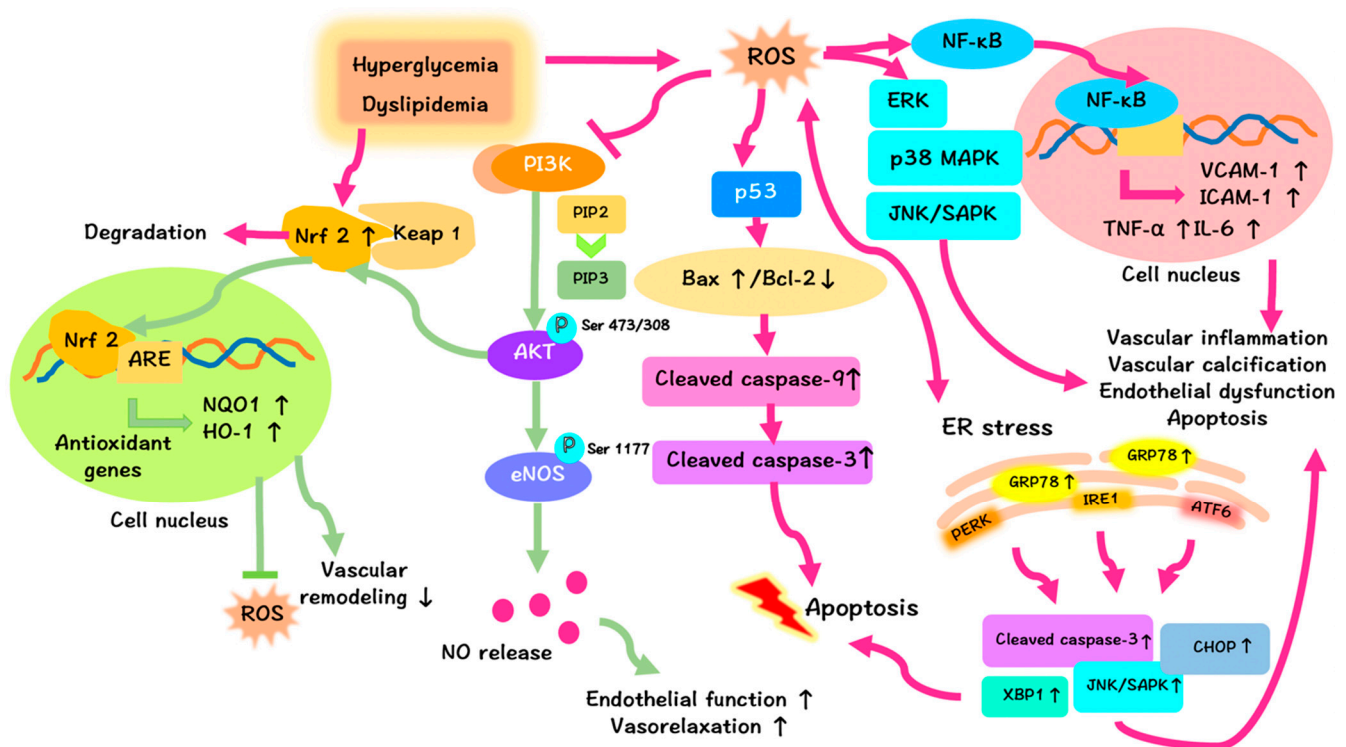 Hyperglycemia
Dyslipidemia
ROS
NF-κB
ERK
p38 MAPK
JNK/SAPK
NF-κB
VCAM-1 ↑
ICAM-1 ↑
TNF-α ↑ IL-6 ↑
Cell nucleus
PI3K
PIP2
PIP3
p53
Degradation
Nrf 2 ↑
Keap 1
Bax ↑/Bcl-2↓
Nrf 2
ARE
NQO1 ↑
HO-1 ↑
Antioxidant
genes
Cell nucleus
P
Ser 473/308
AKT
P
Ser 1177
eNOS
Cleaved caspase-9↑
Cleaved caspase-3↑
Vascular inflammation
Vascular calcification
Endothelial dysfunction
Apoptosis
ER stress
GRP78 ↑
GRP78 ↑
PERK
IRE1
ATF6
Vascular
remodeling ↓
ROS
NO release
Apoptosis
Cleaved caspase-3↑
CHOP ↑
XBP1 ↑
JNK/SAPK↑
Endothelial function ↑
Vasorelaxation ↑